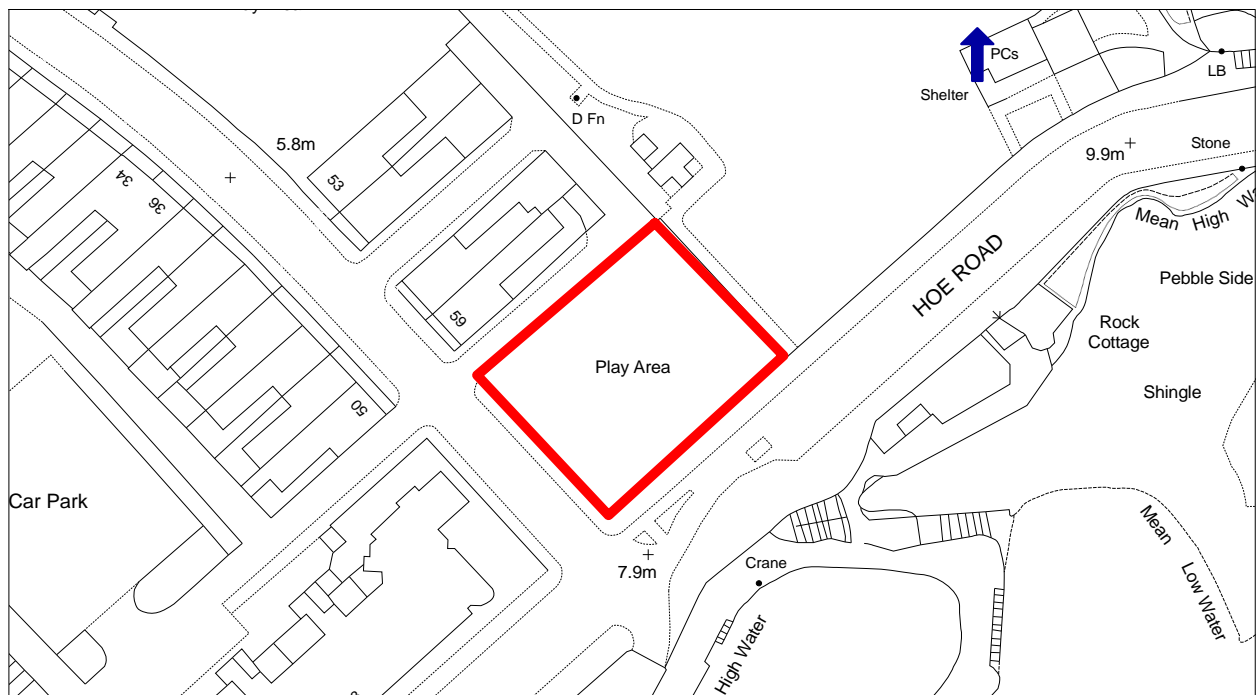 PCs
LB
Shelter
D Fn
5.8m
9.9m
Stone
53
34
36
Mean High
HOE ROAD
Pebble Side
59
Rock
Cottage
Play Area
Shingle
50
Car Park
Mean
Low Water
7.9m
Crane
High Water